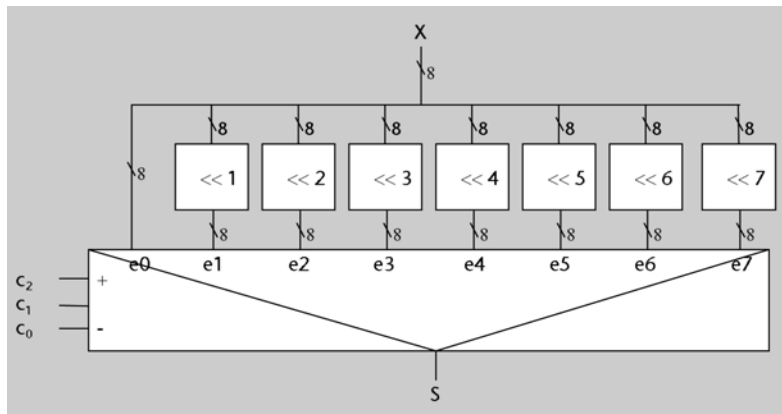 X
8
8 8 8 8 8 8 8
8 << 1 << 2 << 3 << 4 << 5 << 6 << 7
8 8 8 8 8 8 8
e0 e1 e2 e3 e4 e5 e6 e7
c2 +
c1
c0 -
S